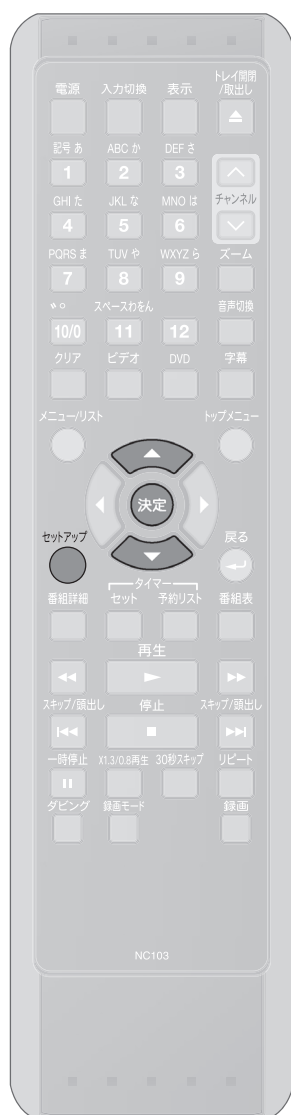 電源 入力切換 表示 トレイ開閉/取出し
記号 あ ABC か DEF さ
1 2 3
GHI た JKL な MNO は チャンネル
4 5 6
PQRS ま TUV や WXYZ ら ズーム
7 8 9
゛゜ スペースわをん 音声切換
10/0 11 12
クリア ビデオ DVD 字幕
メニュー/リスト トップメニュー
決定
セットアップ 戻る
タイマー
番組詳細 セット 予約リスト 番組表
再生
スキップ/頭出し 停止 スキップ/頭出し
一時停止 X1.3/0.8再生 30秒スキップ リピート
ダビング 録画モード 録画
NC103